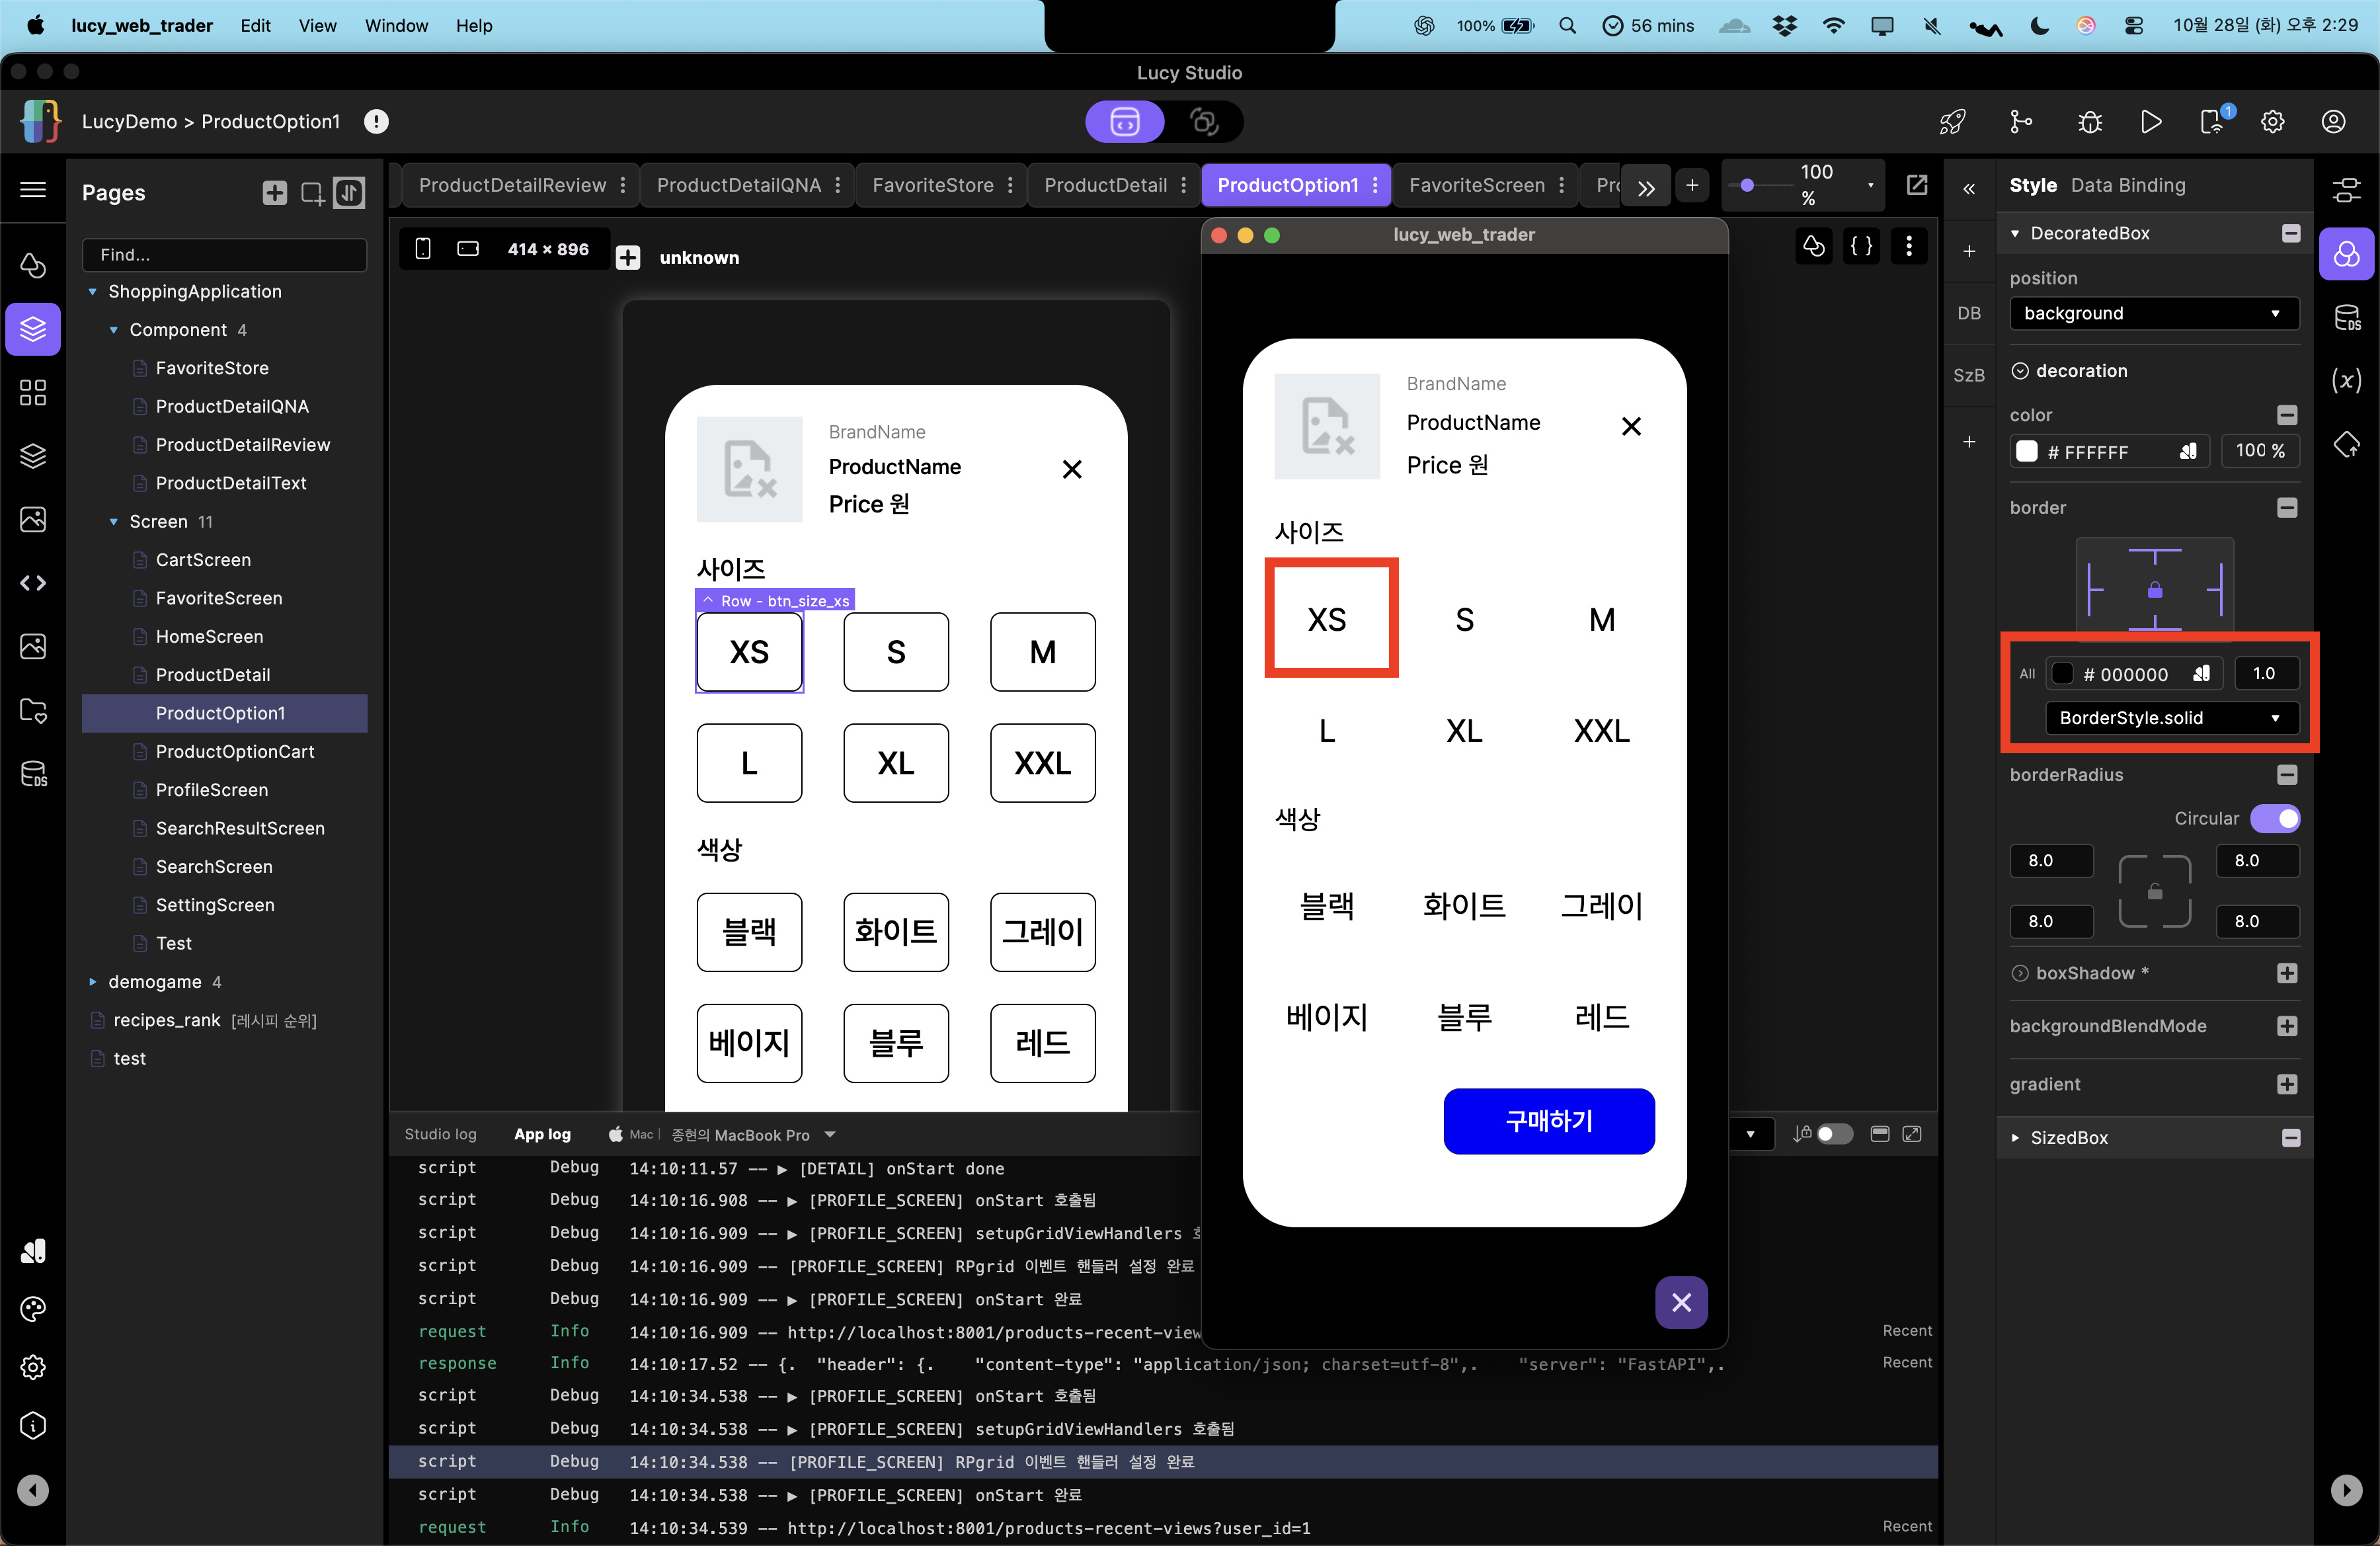 lucy_web_trader Edit View Window Help
100% 56 mins 10월 28일 (화) 오후 2:29
Lucy Studio
LucyDemo > ProductOption1
1
Pages
Find...
ShoppingApplication
Component 4
FavoriteStore
ProductDetailQNA
ProductDetailReview
ProductDetailText
Screen 11
CartScreen
FavoriteScreen
HomeScreen
ProductDetail
ProductOption1
ProductOptionCart
ProfileScreen
SearchResultScreen
SearchScreen
SettingScreen
Test
demogame 4
recipes_rank [레시피 순위]
test
DS
ProductDetailReview ProductDetailQNA FavoriteStore ProductDetail ProductOption1 FavoriteScreen
100 %
414 × 896
unknown
BrandName
ProductName
Price 원
사이즈
Row - btn_size_xs
XS S M
L XL XXL
색상
블랙 화이트 그레이
베이지 블루 레드
lucy_web_trader
BrandName
ProductName
Price 원
사이즈
XS S M
L XL XXL
색상
블랙 화이트 그레이
베이지 블루 레드
구매하기
Studio log App log Mac 종현의 MacBook Pro
script Debug 14:10:11.57 -- ▶ [DETAIL] onStart done
script Debug 14:10:16.908 -- ▶ [PROFILE_SCREEN] onStart 호출됨
script Debug 14:10:16.909 -- ▶ [PROFILE_SCREEN] setupGridViewHandlers
script Debug 14:10:16.909 -- [PROFILE_SCREEN] RPgrid 이벤트 핸들러 설정 완료
script Debug 14:10:16.909 -- ▶ [PROFILE_SCREEN] onStart 완료
request Info 14:10:16.909 -- http://localhost:8001/products-recent-view Recent
response Info 14:10:17.52 -- {. "header": {. "content-type": "application/json; charset=utf-8",. "server": "FastAPI",. Recent
script Debug 14:10:34.538 -- ▶ [PROFILE_SCREEN] onStart 호출됨
script Debug 14:10:34.538 -- ▶ [PROFILE_SCREEN] setupGridViewHandlers 호출됨
script Debug 14:10:34.538 -- [PROFILE_SCREEN] RPgrid 이벤트 핸들러 설정 완료
script Debug 14:10:34.538 -- ▶ [PROFILE_SCREEN] onStart 완료
request Info 14:10:34.539 -- http://localhost:8001/products-recent-views?user_id=1 Recent
DB
SzB
Style Data Binding
DecoratedBox
position
background
decoration
color
# FFFFFF 100 %
border
All # 000000 1.0
BorderStyle.solid
borderRadius
Circular
8.0 8.0
8.0 8.0
boxShadow *
backgroundBlendMode
gradient
SizedBox
DS
(x)